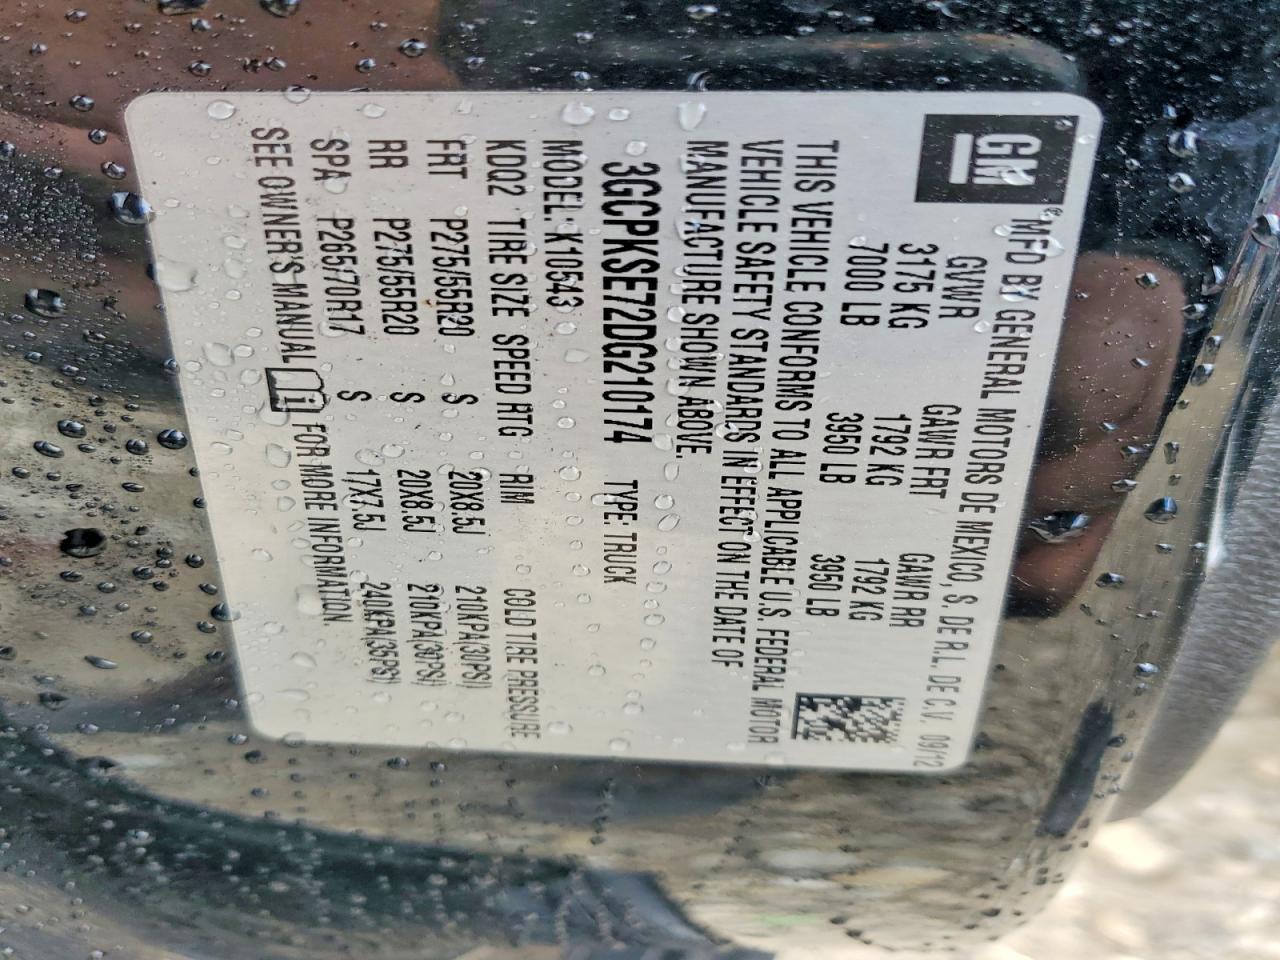 GM
® MFD BY GENERAL MOTORS DE MEXICO, S. DE R.L. DE C.V. 09/12
GVWR GAWR FRT GAWR RR
3175 KG 1792 KG 1792 KG
7000 LB 3950 LB 3950 LB
THIS VEHICLE CONFORMS TO ALL APPLICABLE U.S. FEDERAL MOTOR
VEHICLE SAFETY STANDARDS IN EFFECT ON THE DATE OF
MANUFACTURE SHOWN ABOVE.
3GCPKSE72DG210174 TYPE: TRUCK
MODEL: K10543
KDQ2 TIRE SIZE SPEED RTG RIM COLD TIRE PRESSURE
FRT P275/55R20 S 20X8.5J 210KPA(30PSI)
RR P275/55R20 S 20X8.5J 210KPA(30PSI)
SPA P265/70R17 S 17X7.5J 240KPA(35PSI)
SEE OWNER'S MANUAL i FOR MORE INFORMATION